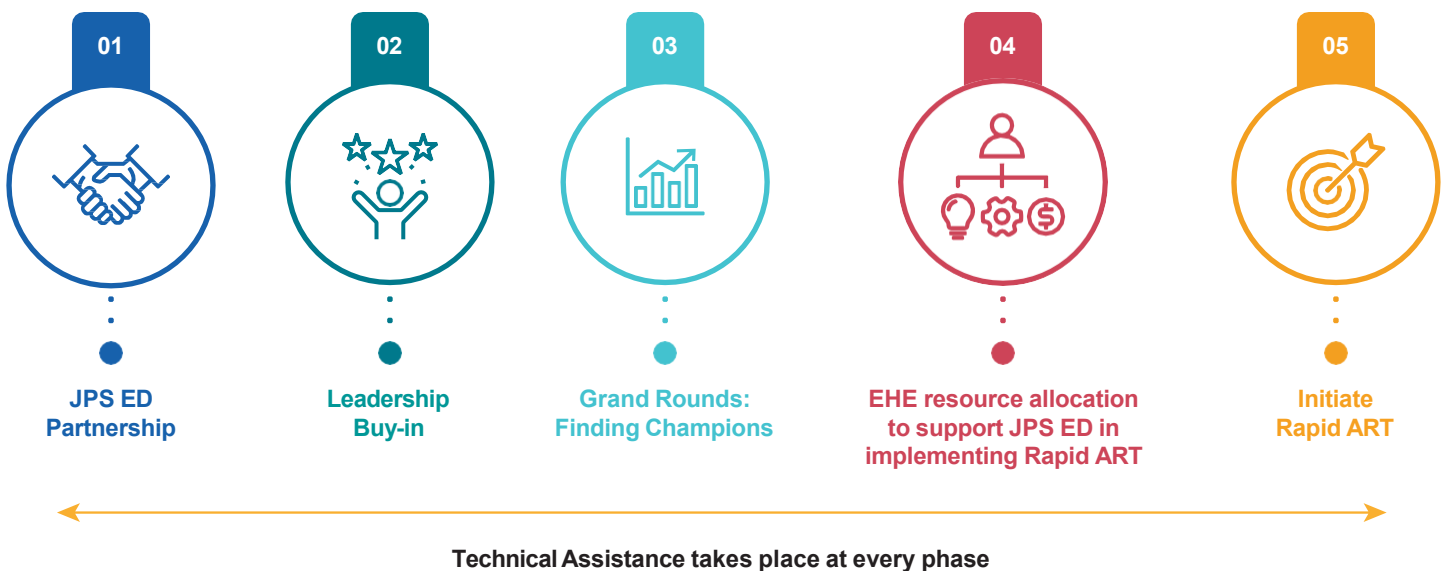 01
02
03
04
05
JPS ED
Partnership
Leadership
Buy-in
Grand Rounds:
Finding Champions
EHE resource allocation
to support JPS ED in
implementing Rapid ART
Initiate
Rapid ART
Technical Assistance takes place at every phase